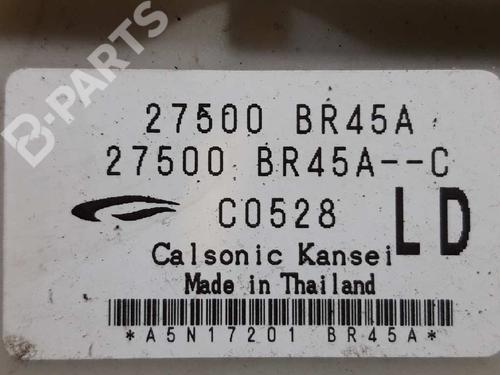 B-PARTS
27500 BR45A
27500 BR45A--C
C0528 LD
Calsonic Kansei
Made in Thailand
*A5N17201 BR45A*